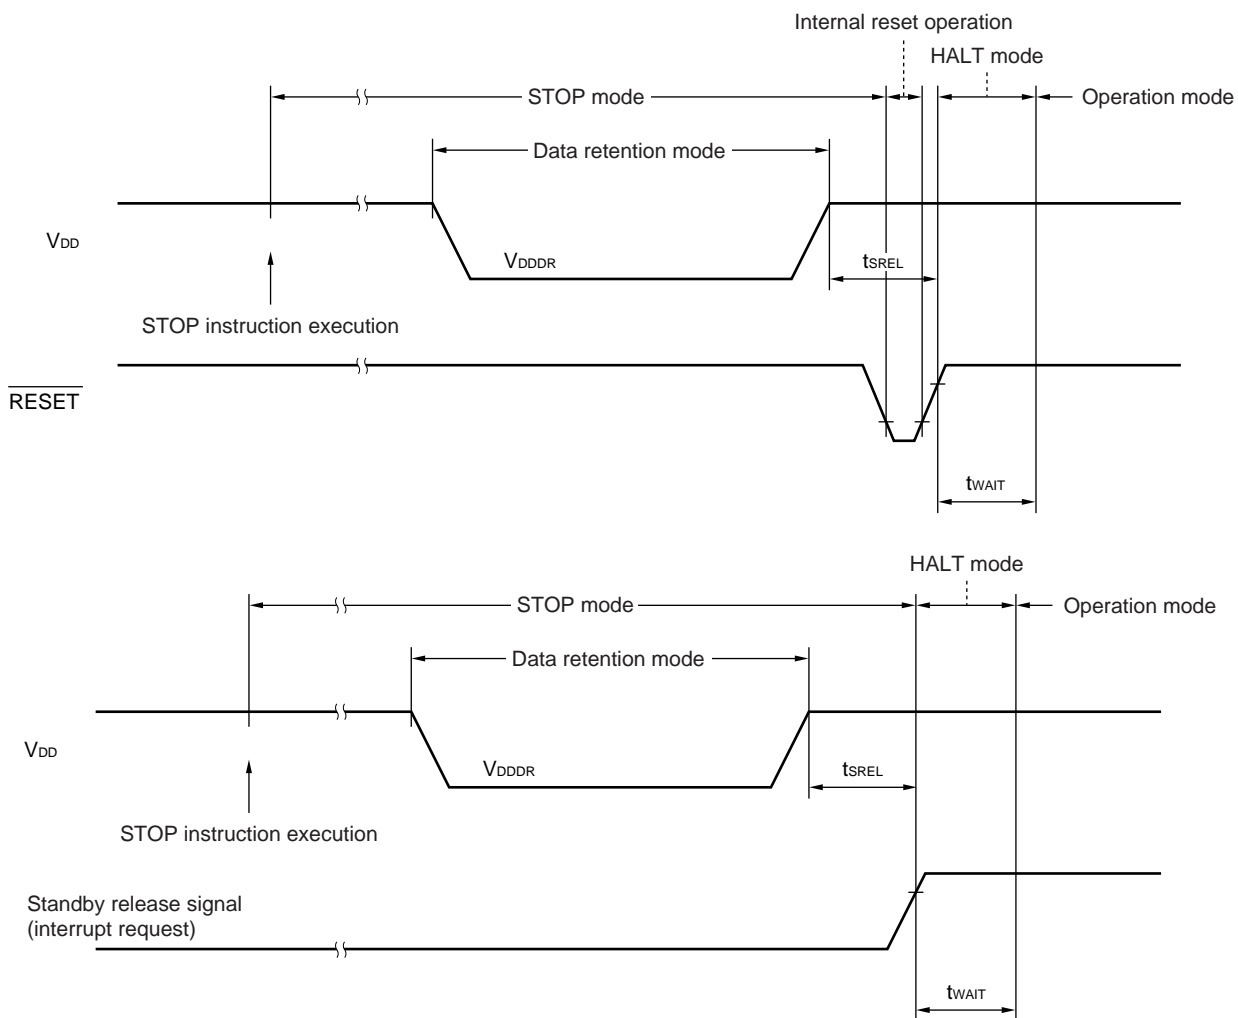 Internal reset operation
HALT mode
STOP mode
Operation mode
Data retention mode
VDD
VDDDR
tSREL
STOP instruction execution
RESET
tWAIT
HALT mode
STOP mode
Operation mode
Data retention mode
VDD
VDDDR
tSREL
STOP instruction execution
Standby release signal
(interrupt request)
tWAIT